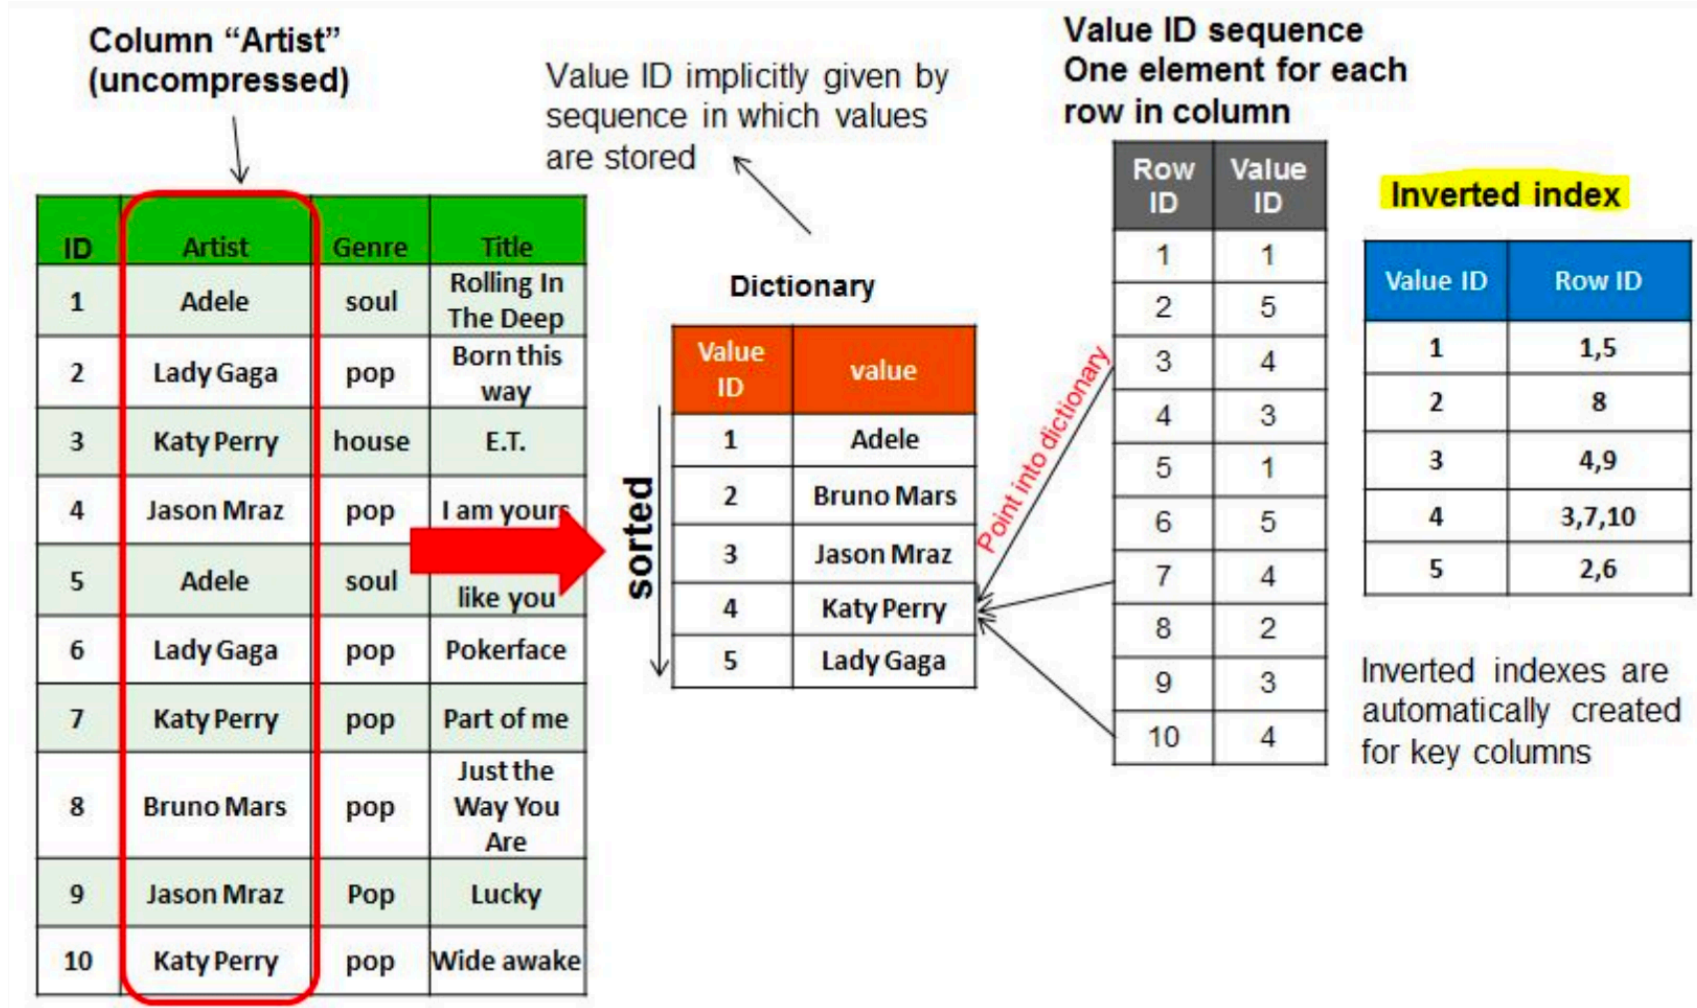 Column “Artist”
(uncompressed)
Value ID implicitly given by
sequence in which values
are stored
Value ID sequence
One element for each
row in column
ID Artist Genre Title
1 Adele soul Rolling In
The Deep
2 Lady Gaga pop Born this
way
3 Katy Perry house E.T.
4 Jason Mraz pop I am yours
5 Adele soul
like you
6 Lady Gaga pop Pokerface
7 Katy Perry pop Part of me
8 Bruno Mars pop Just the
Way You
Are
9 Jason Mraz Pop Lucky
10 Katy Perry pop Wide awake
sorted
Dictionary
Value
ID
value
1 Adele
2 Bruno Mars
3 Jason Mraz
4 Katy Perry
5 Lady Gaga
Point into dictionary
Row
ID
Value
ID
1 1
2 5
3 4
4 3
5 1
6 5
7 4
8 2
9 3
10 4
Inverted index
Value ID Row ID
1 1,5
2 8
3 4,9
4 3,7,10
5 2,6
Inverted indexes are
automatically created
for key columns